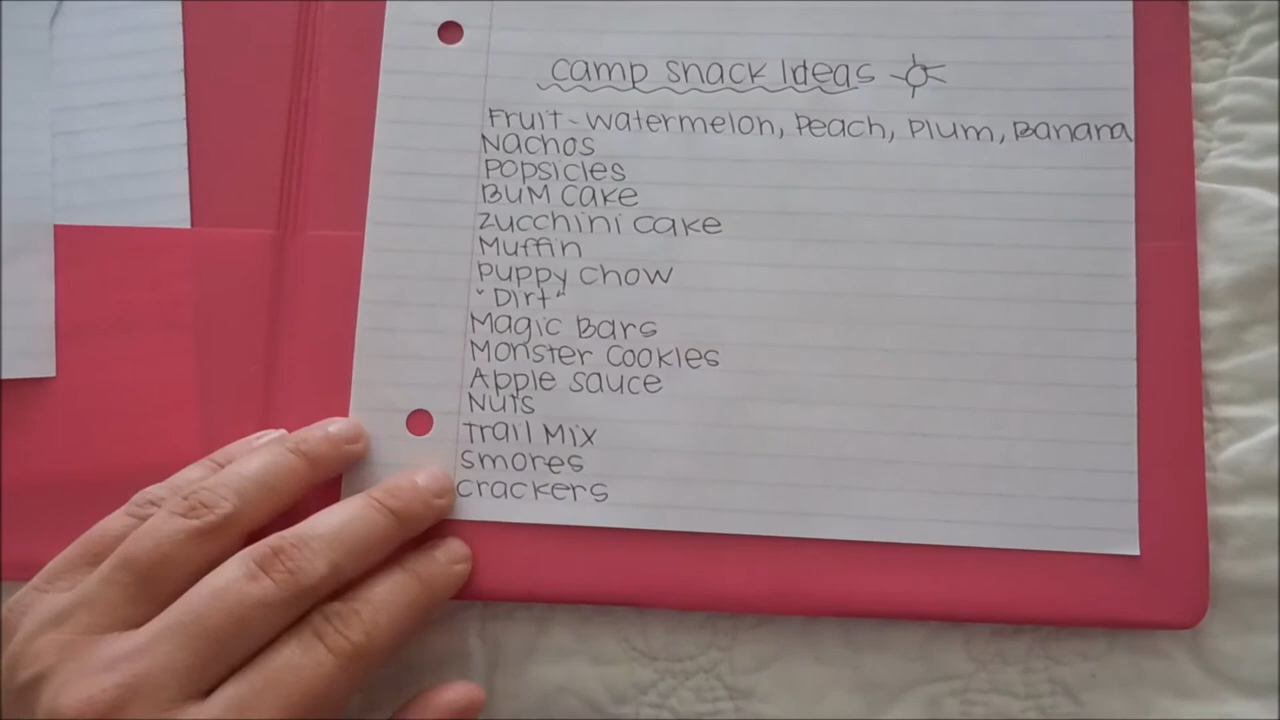 Camp Snack Ideas
Fruit - Watermelon, Peach, Plum, Banana
Nachos
Popsicles
BUM Cake
Zucchini Cake
Muffin
Puppy Chow
"Dirt"
Magic Bars
Monster Cookies
Apple Sauce
Nuts
Trail Mix
Smores
Crackers